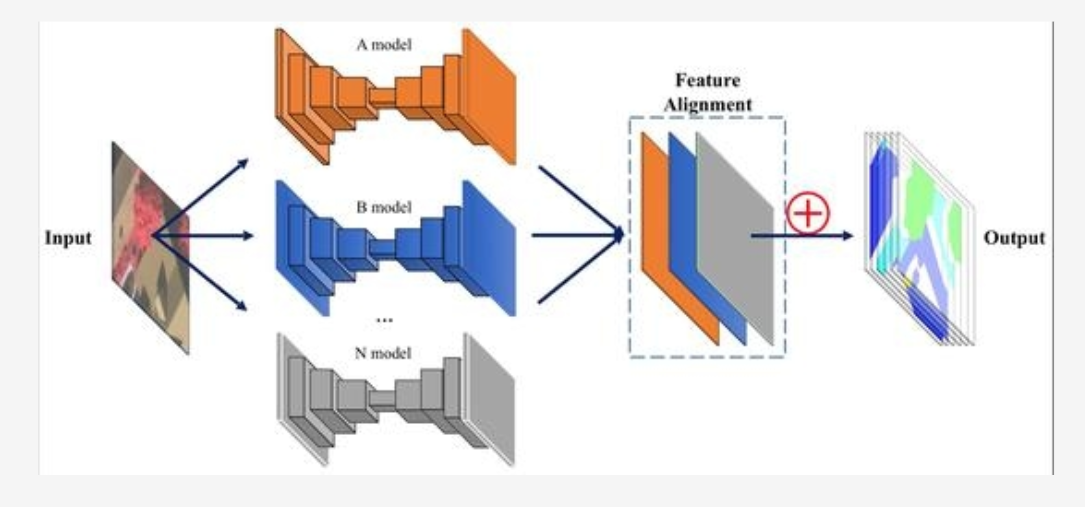 A model
Feature
Alignment
B model
Input
Output
...
N model